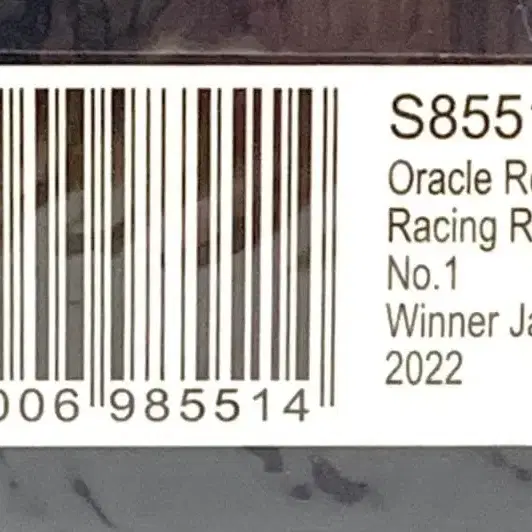 006 985514
S855
Oracle
Racing R
No.1
Winner Ja
2022